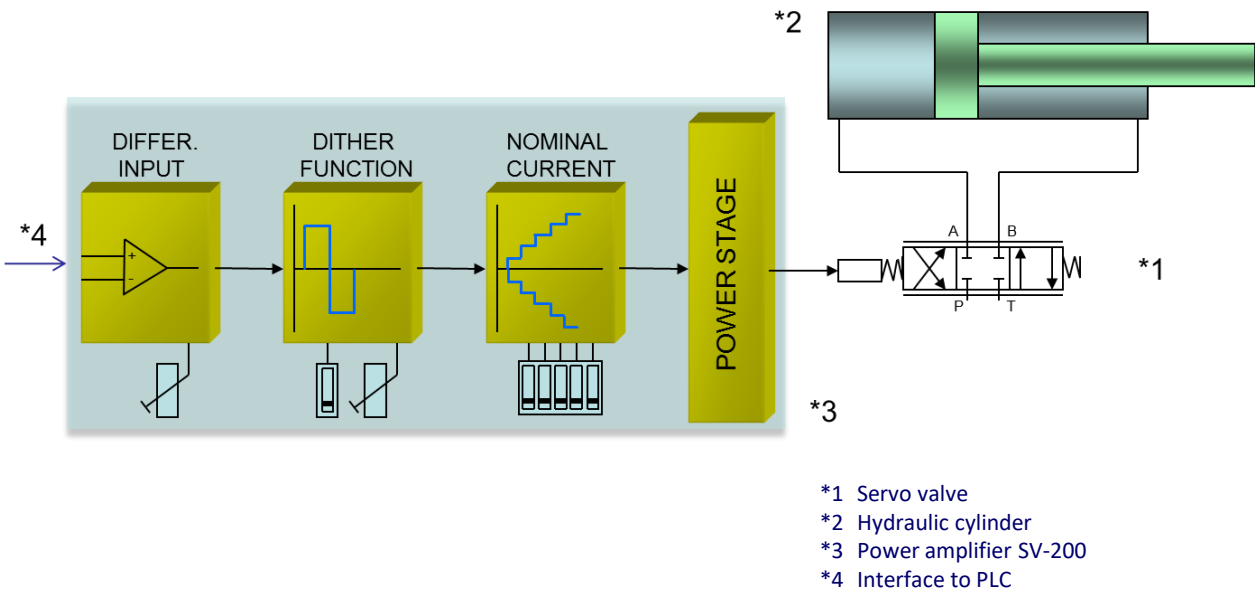 *2
DIFFER.
INPUT
DITHER
FUNCTION
NOMINAL
CURRENT
POWER STAGE
*4
+
-
A
B
P
T
*1
*3
*1 Servo valve
*2 Hydraulic cylinder
*3 Power amplifier SV-200
*4 Interface to PLC